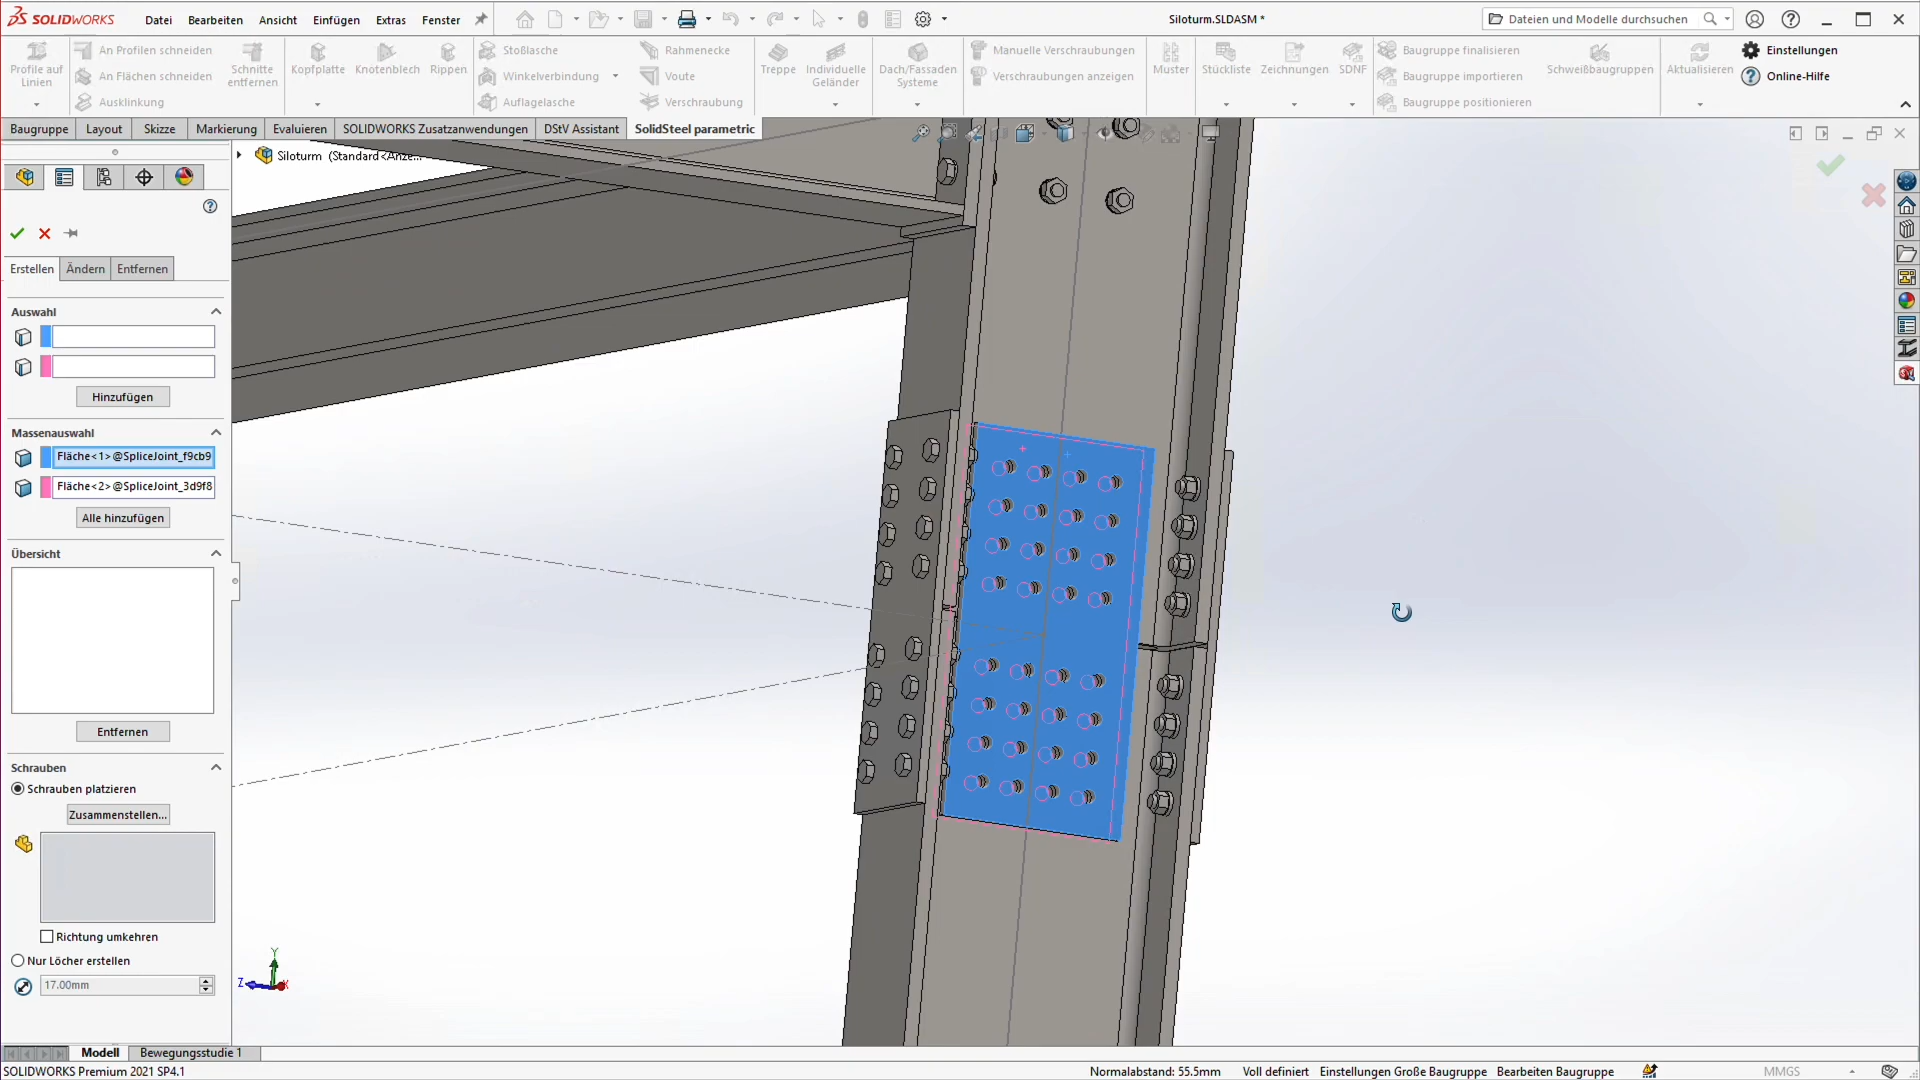 SOLIDWORKS
Datei
Bearbeiten
Ansicht
Einfügen
Extras
Fenster
Siloturm.SLDASM *
Dateien und Modelle durchsuchen
Profile auf
Linien
An Profilen schneiden
An Flächen schneiden
Ausklinkung
Schnitte
entfernen
Kopfplatte
Knotenblech
Rippen
Stoßlasche
Winkelverbindung
Auflagelasche
Rahmenecke
Voute
Verschraubung
Treppe
Individuelle
Geländer
Dach/Fassaden
Systeme
Manuelle Verschraubungen
Verschraubungen anzeigen
Muster
Stückliste
Zeichnungen
SDNF
Baugruppe finalisieren
Baugruppe importieren
Baugruppe positionieren
Schweißbaugruppen
Aktualisieren
Einstellungen
Online-Hilfe
Baugruppe
Layout
Skizze
Markierung
Evaluieren
SOLIDWORKS Zusatzanwendungen
DStV Assistant
SolidSteel parametric
Siloturm (Standard<Anze...
Erstellen
Ändern
Entfernen
Auswahl
Hinzufügen
Massenauswahl
Fläche<1>@SpliceJoint_f9cb9
Fläche<2>@SpliceJoint_3d9f8
Alle hinzufügen
Übersicht
Entfernen
Schrauben
Schrauben platzieren
Zusammenstellen...
Richtung umkehren
Nur Löcher erstellen
17.00mm
Y
Z
X
Modell
Bewegungsstudie 1
SOLIDWORKS Premium 2021 SP4.1
Normalabstand: 55.5mm
Voll definiert
Einstellungen Große Baugruppe
Bearbeiten Baugruppe
MMGS